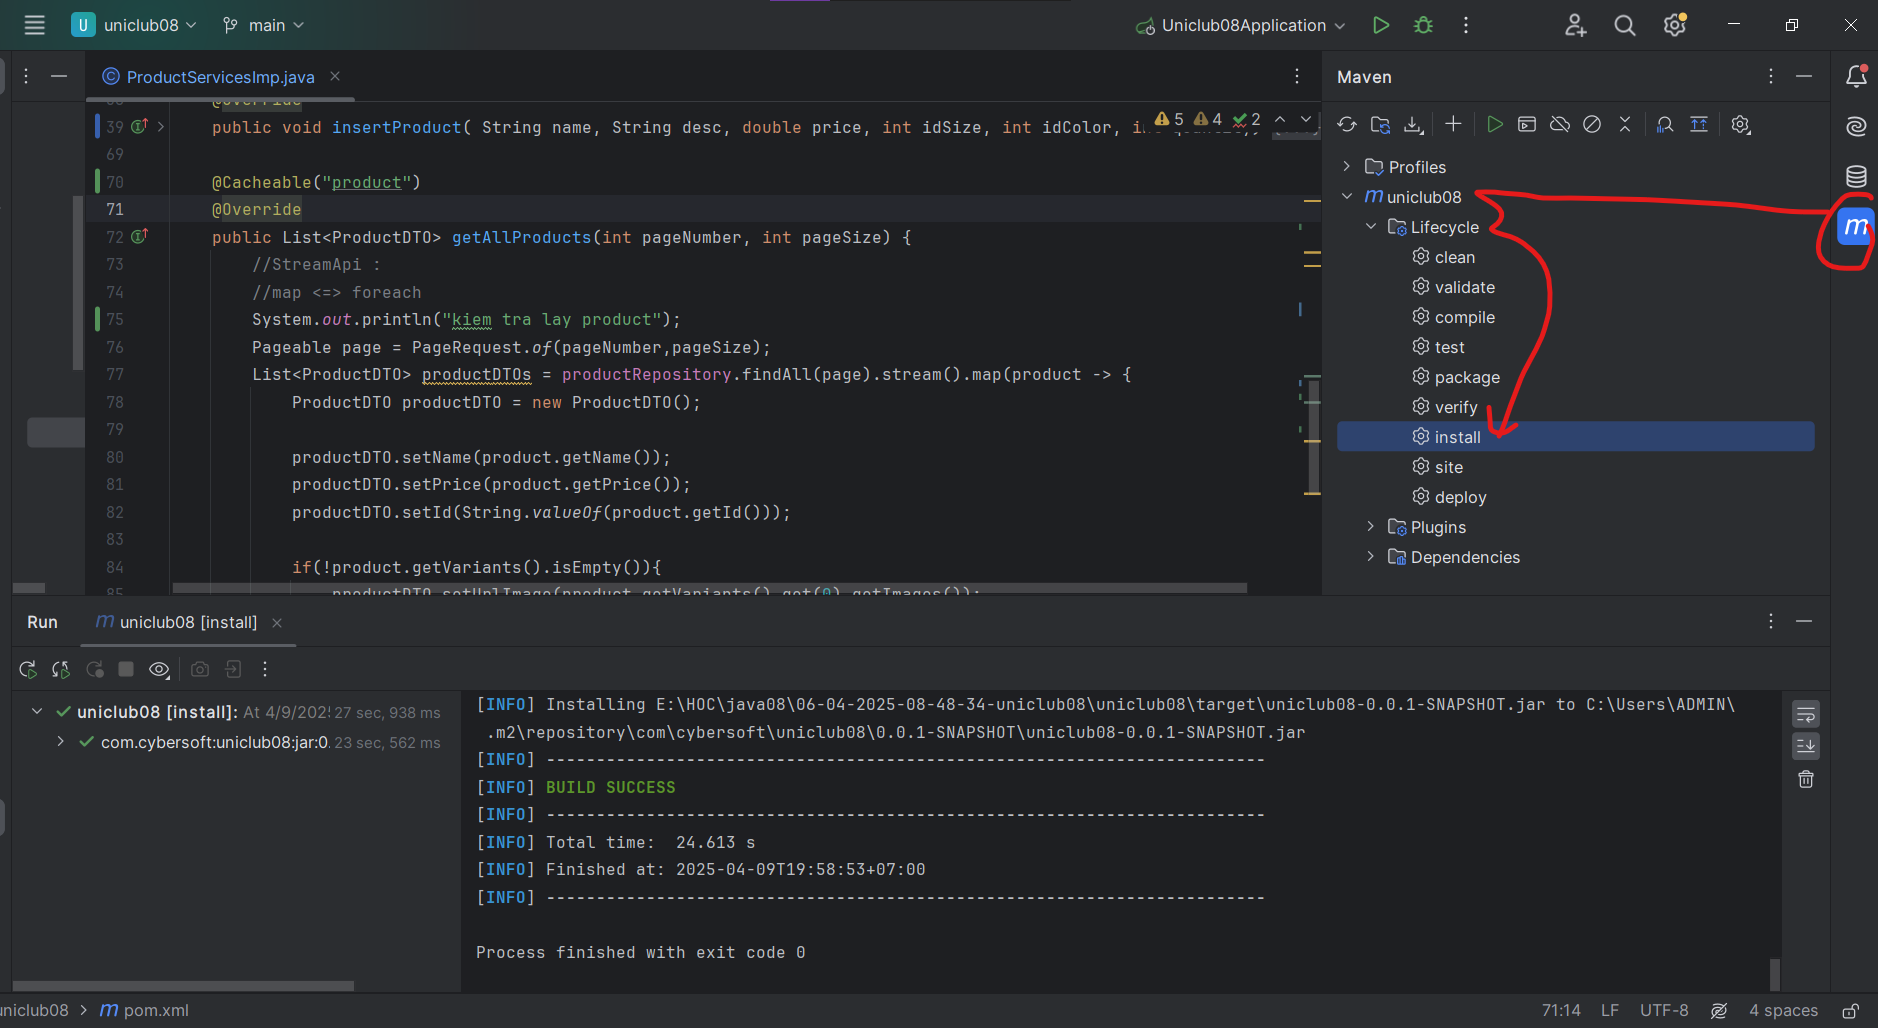 U uniclub08 main Uniclub08Application
ProductServicesImp.java
@Override
39 public void insertProduct( String name, String desc, double price, int idSize, int idColor, 5 4 2
69
70 @Cacheable("product")
71 @Override
72 public List<ProductDTO> getAllProducts(int pageNumber, int pageSize) {
73 //StreamApi :
74 //map <=> foreach
75 System.out.println("kiem tra lay product");
76 Pageable page = PageRequest.of(pageNumber,pageSize);
77 List<ProductDTO> productDTOs = productRepository.findAll(page).stream().map(product -> {
78 ProductDTO productDTO = new ProductDTO();
79
80 productDTO.setName(product.getName());
81 productDTO.setPrice(product.getPrice());
82 productDTO.setId(String.valueOf(product.getId()));
83
84 if(!product.getVariants().isEmpty()){
85 productDTO.setUrlImage(product.getVariants().get(0).getImages());
Maven
Profiles
m uniclub08
m
Lifecycle
clean
validate
compile
test
package
verify
install
site
deploy
Plugins
Dependencies
Run m uniclub08 [install]
uniclub08 [install]: At 4/9/2025 27 sec, 938 ms
com.cybersoft:uniclub08:jar:0. 23 sec, 562 ms
[INFO] Installing E:\HOC\java08\06-04-2025-08-48-34-uniclub08\uniclub08\target\uniclub08-0.0.1-SNAPSHOT.jar to C:\Users\ADMIN\
.m2\repository\com\cybersoft\uniclub08\0.0.1-SNAPSHOT\uniclub08-0.0.1-SNAPSHOT.jar
[INFO] ------------------------------------------------------------------------
[INFO] BUILD SUCCESS
[INFO] ------------------------------------------------------------------------
[INFO] Total time:  24.613 s
[INFO] Finished at: 2025-04-09T19:58:53+07:00
[INFO] ------------------------------------------------------------------------
Process finished with exit code 0
uniclub08 > m pom.xml 71:14 LF UTF-8 4 spaces